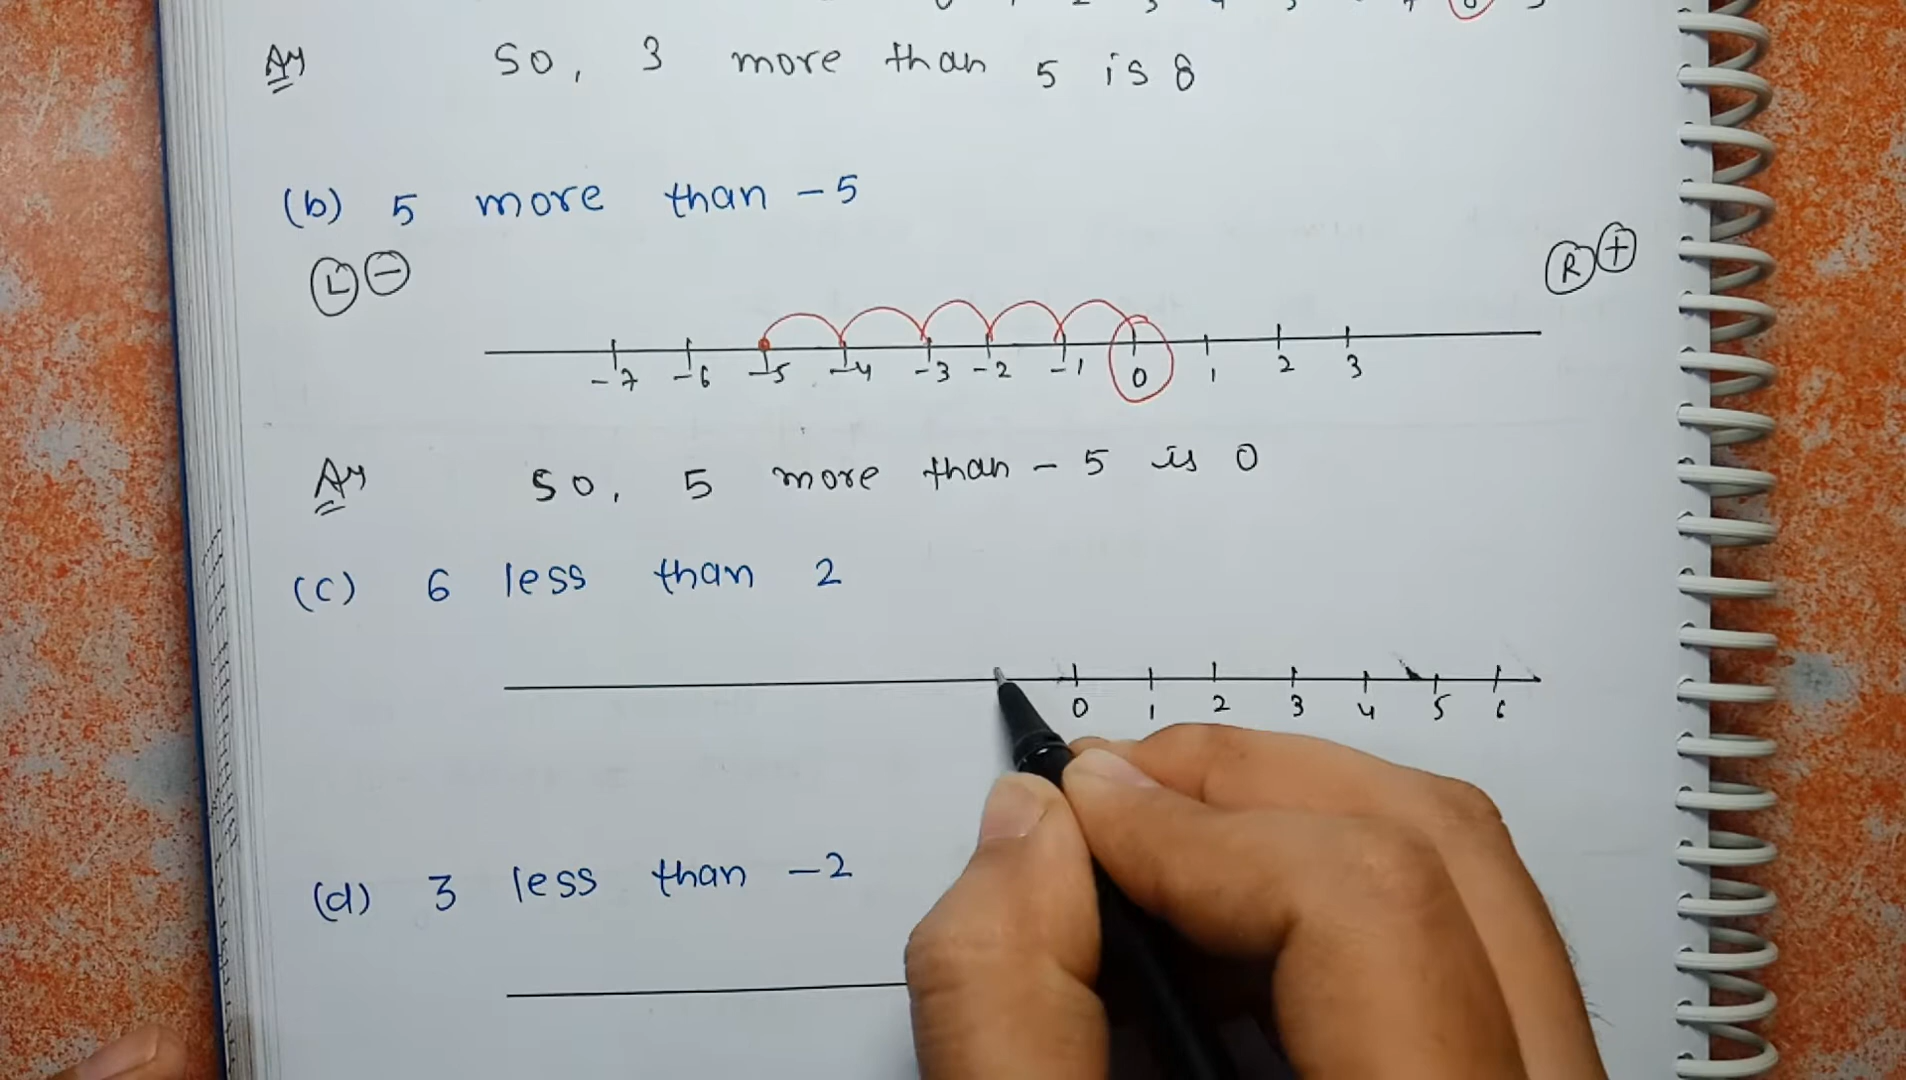 Ans So, 3 more than 5 is 8
(b) 5 more than -5
L - R +
-7 -6 -5 -4 -3 -2 -1 0 1 2 3
Ans So, 5 more than -5 is 0
(c) 6 less than 2
0 1 2 3 4 5 6
(d) 3 less than -2